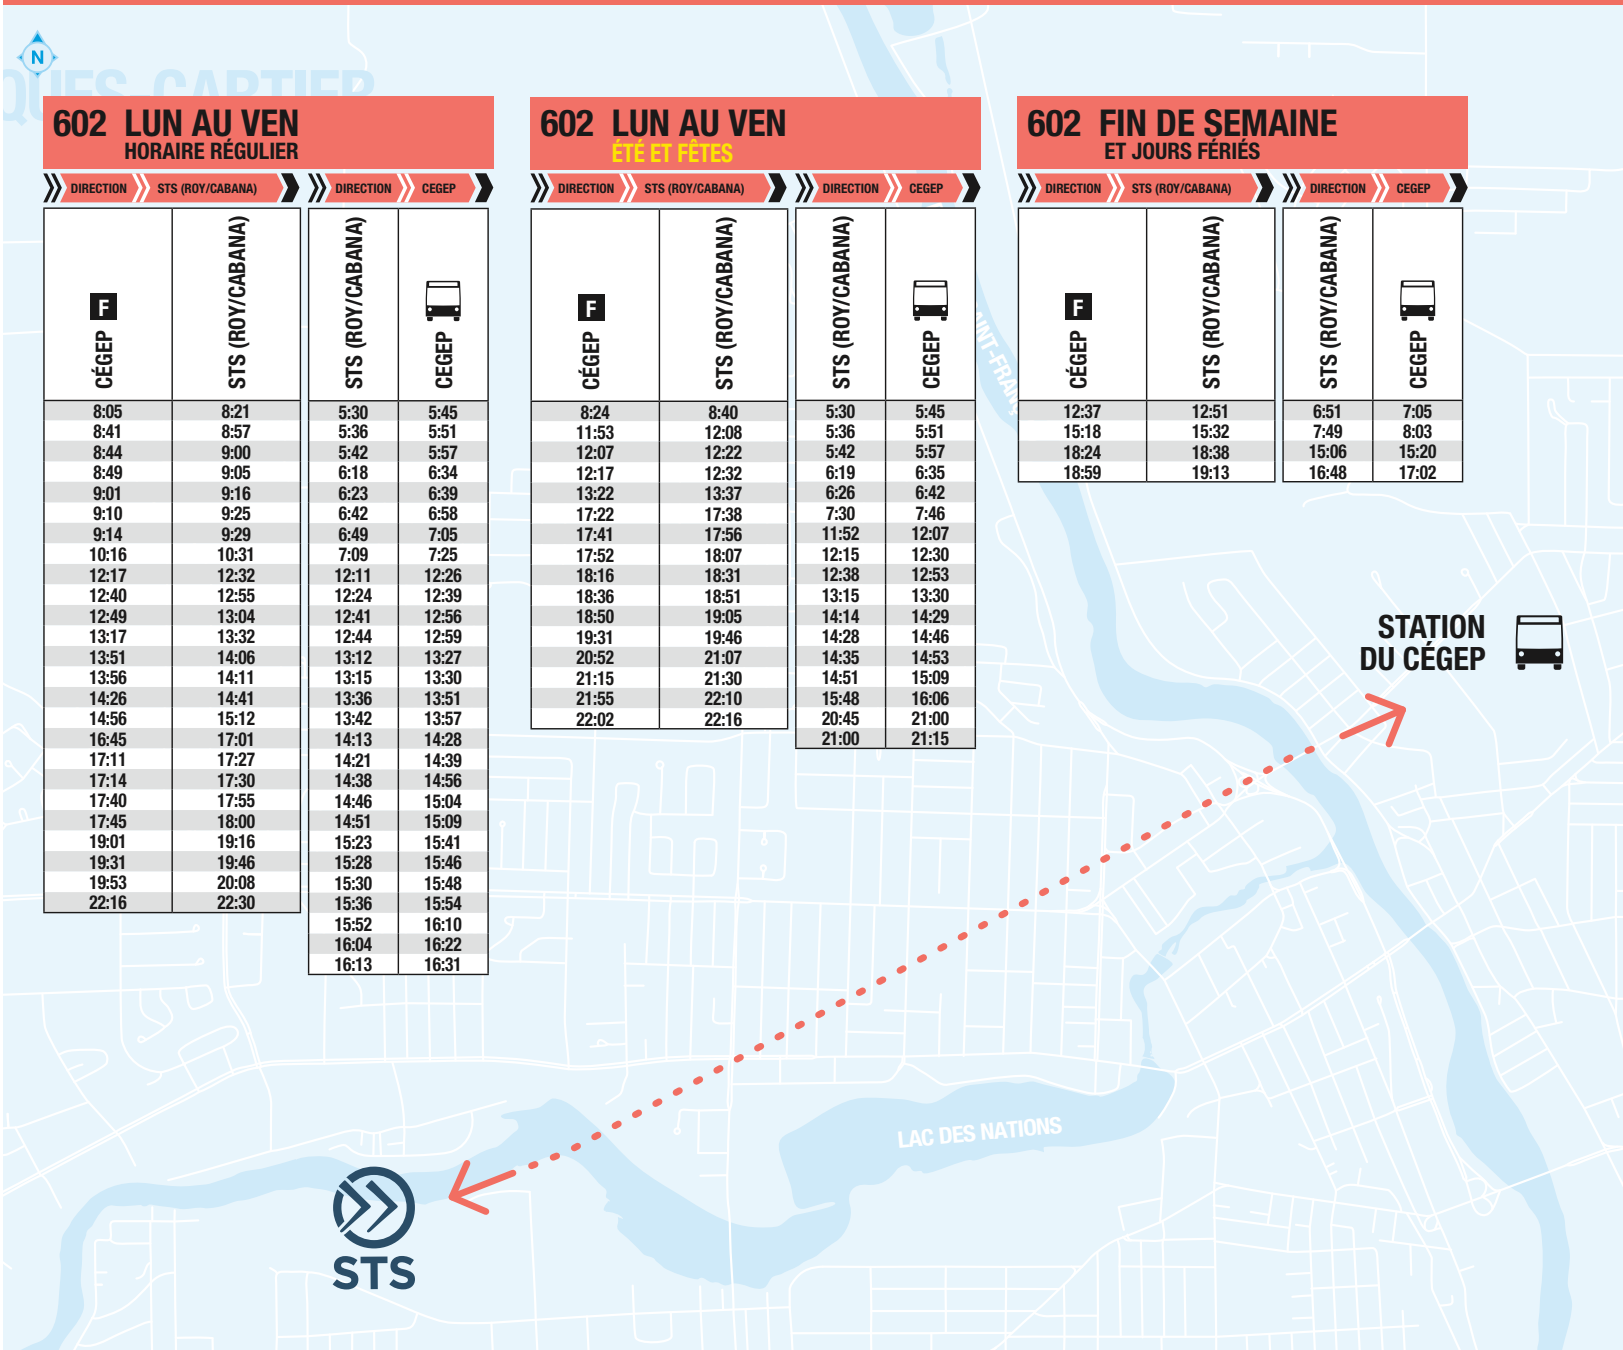 N
QUES-CARTIER
602 LUN AU VEN
HORAIRE RÉGULIER
DIRECTION STS (ROY/CABANA) DIRECTION CEGEP
F CÉGEP STS (ROY/CABANA) STS (ROY/CABANA) CEGEP
8:05 8:21 5:30 5:45
8:41 8:57 5:36 5:51
8:44 9:00 5:42 5:57
8:49 9:05 6:18 6:34
9:01 9:16 6:23 6:39
9:10 9:25 6:42 6:58
9:14 9:29 6:49 7:05
10:16 10:31 7:09 7:25
12:17 12:32 12:11 12:26
12:40 12:55 12:24 12:39
12:49 13:04 12:41 12:56
13:17 13:32 12:44 12:59
13:51 14:06 13:12 13:27
13:56 14:11 13:15 13:30
14:26 14:41 13:36 13:51
14:56 15:12 13:42 13:57
16:45 17:01 14:13 14:28
17:11 17:27 14:21 14:39
17:14 17:30 14:38 14:56
17:40 17:55 14:46 15:04
17:45 18:00 14:51 15:09
19:01 19:16 15:23 15:41
19:31 19:46 15:28 15:46
19:53 20:08 15:30 15:48
22:16 22:30 15:36 15:54
15:52 16:10
16:04 16:22
16:13 16:31
602 LUN AU VEN
ÉTÉ ET FÊTES
DIRECTION STS (ROY/CABANA) DIRECTION CEGEP
F CÉGEP STS (ROY/CABANA) STS (ROY/CABANA) CEGEP
8:24 8:40 5:30 5:45
11:53 12:08 5:36 5:51
12:07 12:22 5:42 5:57
12:17 12:32 6:19 6:35
13:22 13:37 6:26 6:42
17:22 17:38 7:30 7:46
17:41 17:56 11:52 12:07
17:52 18:07 12:15 12:30
18:16 18:31 12:38 12:53
18:36 18:51 13:15 13:30
18:50 19:05 14:14 14:29
19:31 19:46 14:28 14:46
20:52 21:07 14:35 14:53
21:15 21:30 14:51 15:09
21:55 22:10 15:48 16:06
22:02 22:16 20:45 21:00
21:00 21:15
602 FIN DE SEMAINE
ET JOURS FÉRIÉS
DIRECTION STS (ROY/CABANA) DIRECTION CEGEP
F CÉGEP STS (ROY/CABANA) STS (ROY/CABANA) CEGEP
12:37 12:51 6:51 7:05
15:18 15:32 7:49 8:03
18:24 18:38 15:06 15:20
18:59 19:13 16:48 17:02
STATION
DU CÉGEP
LAC DES NATIONS
STS